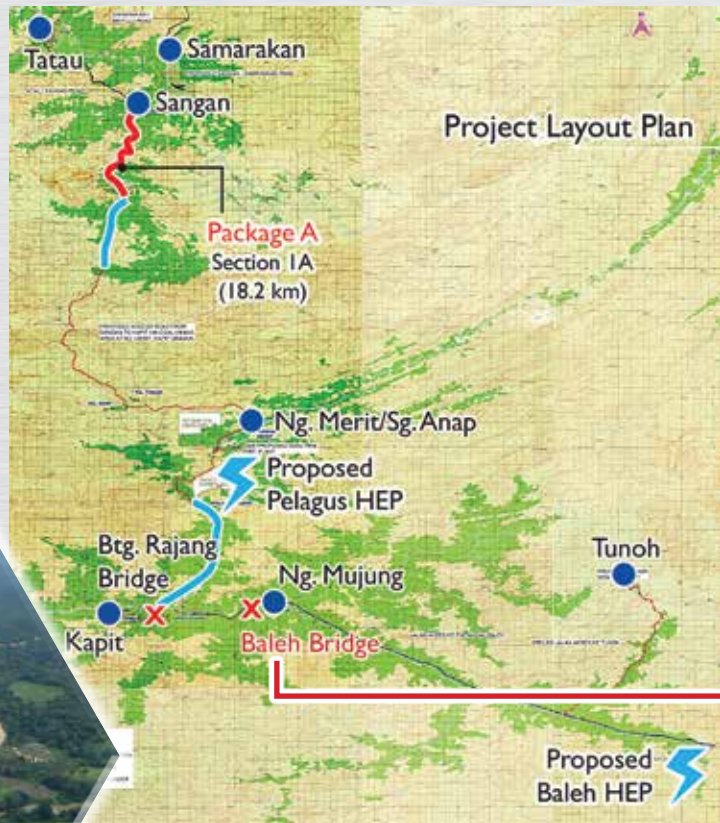 Tatau
Samarakan
Sangan
Project Layout Plan
Package A
Section 1A
(18.2 km)
Ng. Merit/Sg. Anap
Proposed
Pelagus HEP
Btg. Rajang
Bridge
Tunoh
Ng. Mujung
Kapit
Baleh Bridge
Proposed
Baleh HEP